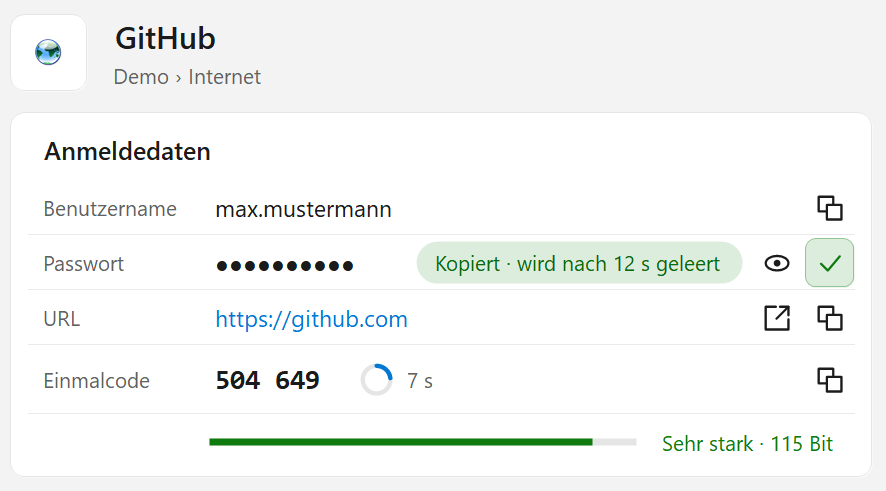 GitHub
Demo › Internet
Anmeldedaten
Benutzername max.mustermann
Passwort ●●●●●●●●●● Kopiert · wird nach 12 s geleert
URL https://github.com
Einmalcode 504 649 7 s
Sehr stark · 115 Bit